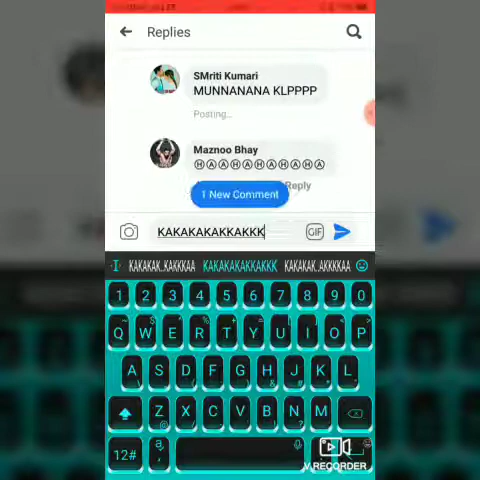 Replies
SMriti Kumari
MUNNANANA KLPPPP
Posting...
Maznoo Bhay
ⒽⒶⒶⒽⒶⒽⒶⒽⒶⒽⒶ
Reply
1 New Comment
KAKAKAKAKKAKKK
GIF
KAKAKAK..KAKKKAA KAKAKAKAKKAKKK KAKAKAK..AKKKKAA
1 2 3 4 5 6 7 8 9 0
Q W E R T Y U I O P
A S D F G H J K L
Z X C V B N M
12#
V RECORDER